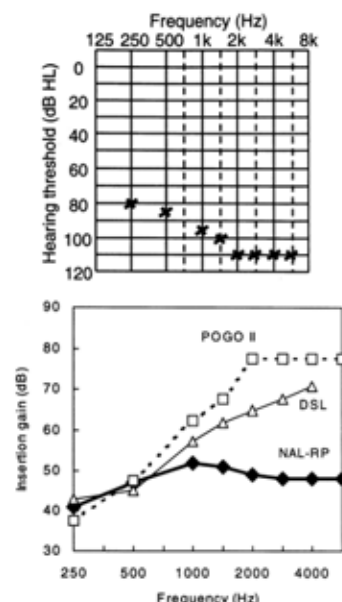 Frequency (Hz)
125 250 500 1k 2k 4k 8k
Hearing threshold (dB HL)
0
20
40
60
80
100
120
Insertion gain (dB)
90
80
70
60
50
40
30
POGO II
DSL
NAL-RP
250 500 1000 2000 4000
Frequency (Hz)